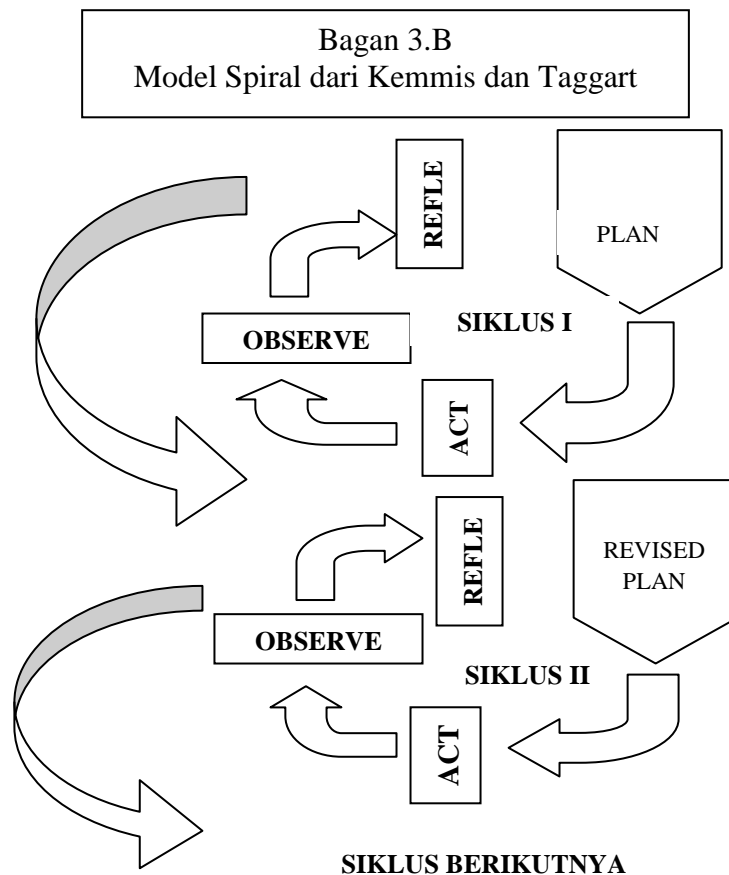 Bagan 3.B
Model Spiral dari Kemmis dan Taggart
REFLE
PLAN
SIKLUS I
OBSERVE
ACT
REFLE
REVISED
PLAN
OBSERVE
SIKLUS II
ACT
SIKLUS BERIKUTNYA